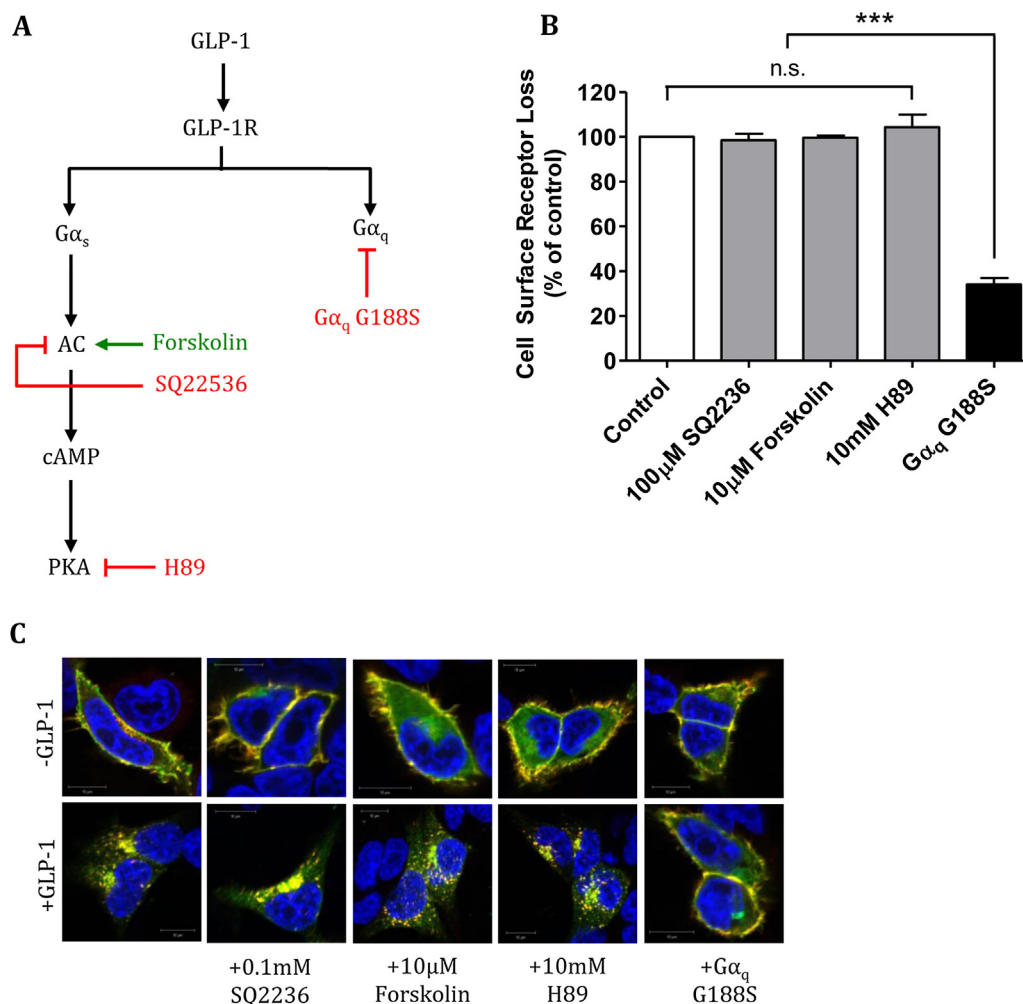 A
GLP-1
GLP-1R
Gαs
Gαq
Gαq G188S
AC
Forskolin
SQ22536
cAMP
PKA
H89
B
***
n.s.
Cell Surface Receptor Loss
(% of control)
120
100
80
60
40
20
0
Control
100μM SQ2236
10μM Forskolin
10mM H89
Gαq G188S
C
-GLP-1
+GLP-1
+0.1mM
SQ2236
+10μM
Forskolin
+10mM
H89
+Gαq
G188S